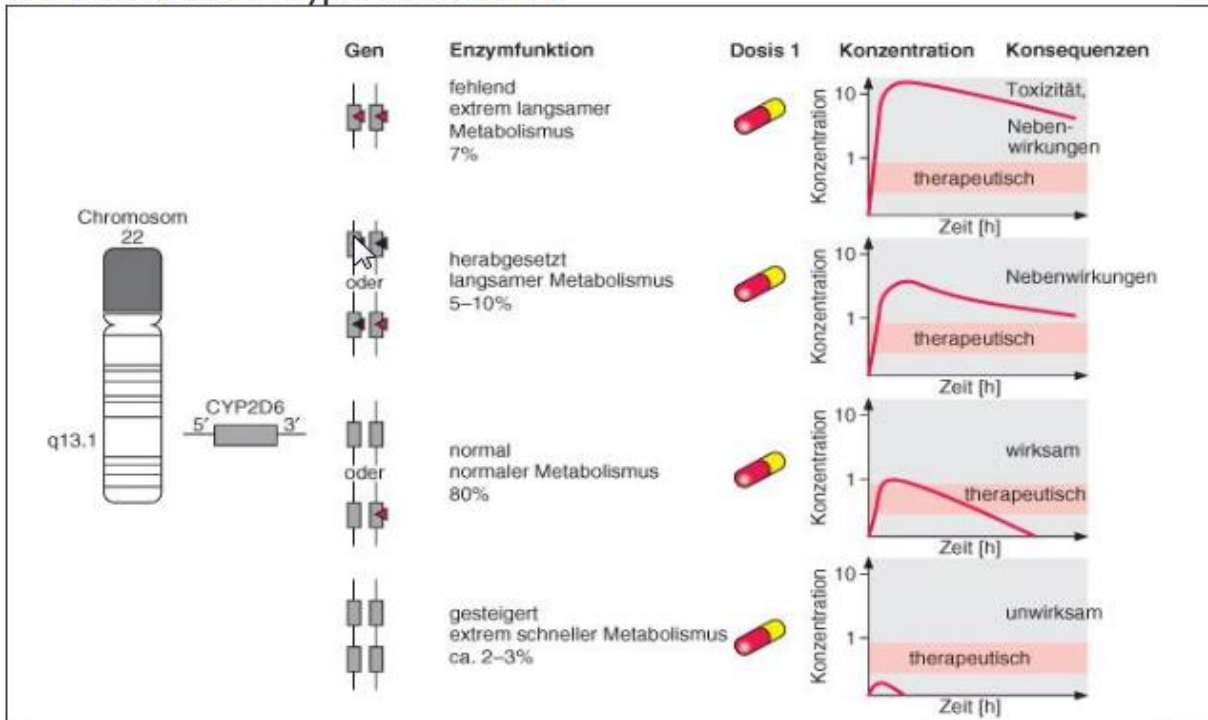 Gen Enzymfunktion Dosis 1 Konzentration Konsequenzen
fehlend
extrem langsamer
Metabolismus
7%
Konzentration
10
1
Toxizität,
Neben-
wirkungen
therapeutisch
Zeit [h]
Chromosom
22
q13.1
CYP2D6
5′ 3′
oder
herabgesetzt
langsamer Metabolismus
5–10%
Konzentration
10
1
Nebenwirkungen
therapeutisch
Zeit [h]
oder
normal
normaler Metabolismus
80%
Konzentration
10
1
wirksam
therapeutisch
Zeit [h]
gesteigert
extrem schneller Metabolismus
ca. 2–3%
Konzentration
10
1
unwirksam
therapeutisch
Zeit [h]